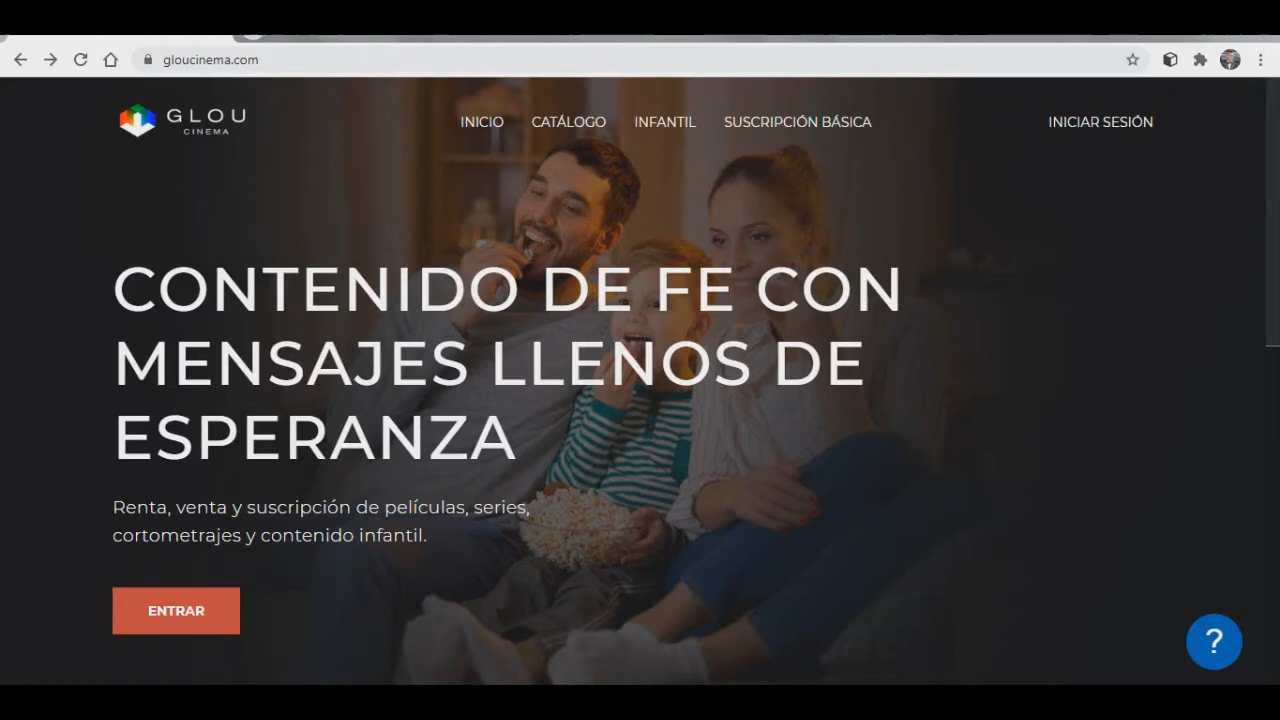 gloucinema.com
GLOU
CINEMA
INICIO CATÁLOGO INFANTIL SUSCRIPCIÓN BÁSICA INICIAR SESIÓN
CONTENIDO DE FE CON
MENSAJES LLENOS DE
ESPERANZA
Renta, venta y suscripción de películas, series,
cortometrajes y contenido infantil.
ENTRAR
?